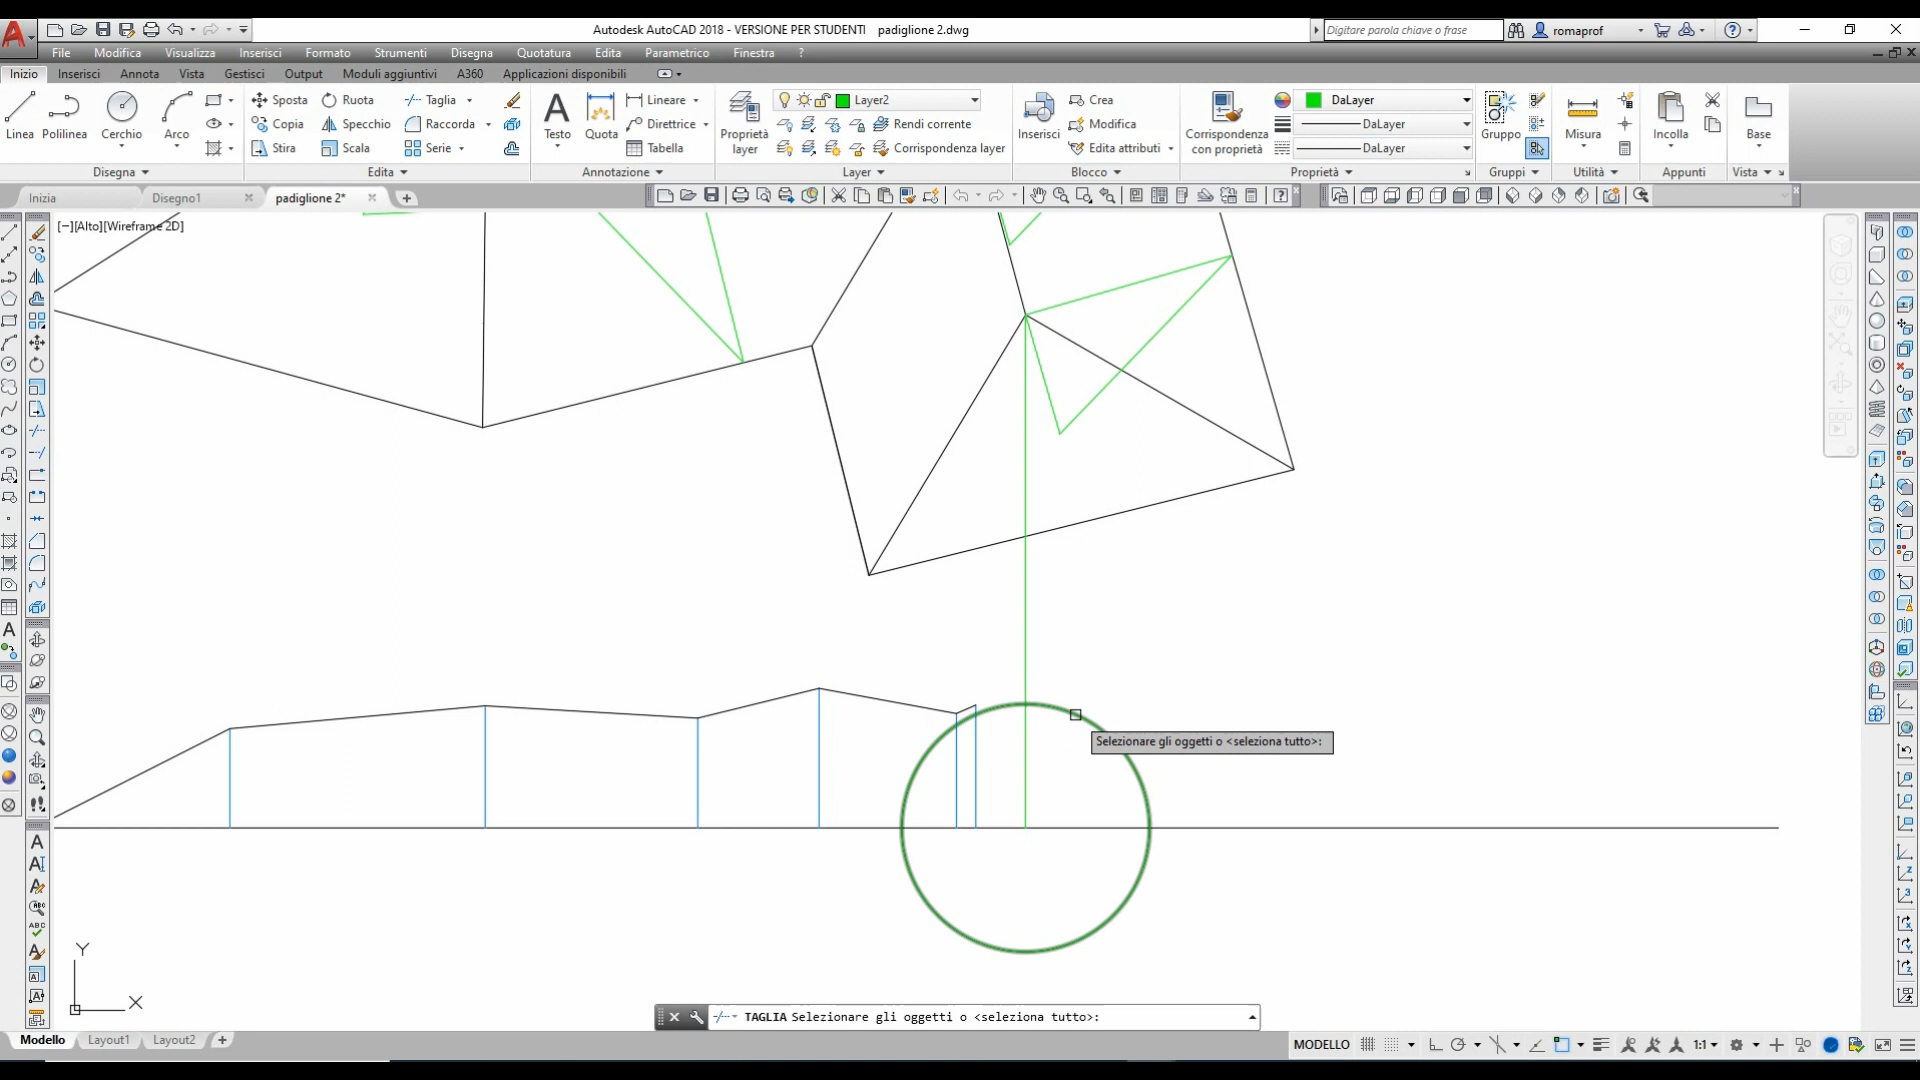 Autodesk AutoCAD 2018 - VERSIONE PER STUDENTI padiglione 2.dwg
Digitare parola chiave o frase
romaprof
File Modifica Visualizza Inserisci Formato Strumenti Disegna Quotatura Edita Parametrico Finestra ?
Inizio Inserisci Annota Vista Gestisci Output Moduli aggiuntivi A360 Applicazioni disponibili
Linea Polilinea Cerchio Arco
Sposta Ruota Taglia
Copia Specchio Raccorda
Stira Scala Serie
Testo Quota
Lineare
Direttrice
Tabella
Proprietà layer
Layer2
Rendi corrente
Corrispondenza layer
Inserisci
Crea
Modifica
Edita attributi
Corrispondenza con proprietà
DaLayer
DaLayer
DaLayer
Gruppo
Misura
Incolla
Base
Disegna Edita Annotazione Layer Blocco Proprietà Gruppi Utilità Appunti Vista
Inizia Disegno1 padiglione 2*
[−][Alto][Wireframe 2D]
Selezionare gli oggetti o <seleziona tutto>:
Y
X
TAGLIA Selezionare gli oggetti o <seleziona tutto>:
Modello Layout1 Layout2
MODELLO
1:1